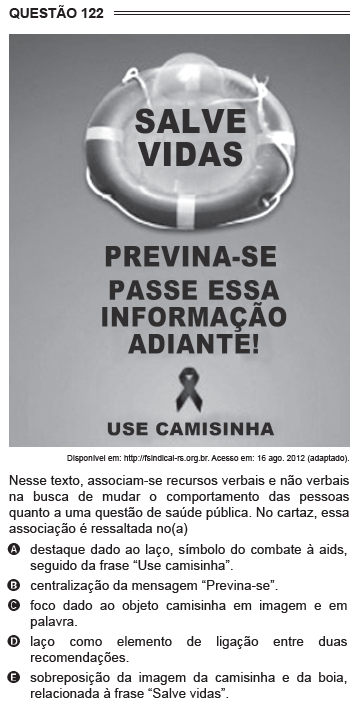 QUESTÃO 122
SALVE
VIDAS
PREVINA-SE
PASSE ESSA
INFORMAÇÃO
ADIANTE!
USE CAMISINHA
Disponível em: http://fsindical-rs.org.br. Acesso em: 16 ago. 2012 (adaptado).
Nesse texto, associam-se recursos verbais e não verbais
na busca de mudar o comportamento das pessoas
quanto a uma questão de saúde pública. No cartaz, essa
associação é ressaltada no(a)
A destaque dado ao laço, símbolo do combate à aids,
seguido da frase “Use camisinha”.
B centralização da mensagem “Previna-se”.
C foco dado ao objeto camisinha em imagem e em
palavra.
D laço como elemento de ligação entre duas
recomendações.
E sobreposição da imagem da camisinha e da boia,
relacionada à frase “Salve vidas”.